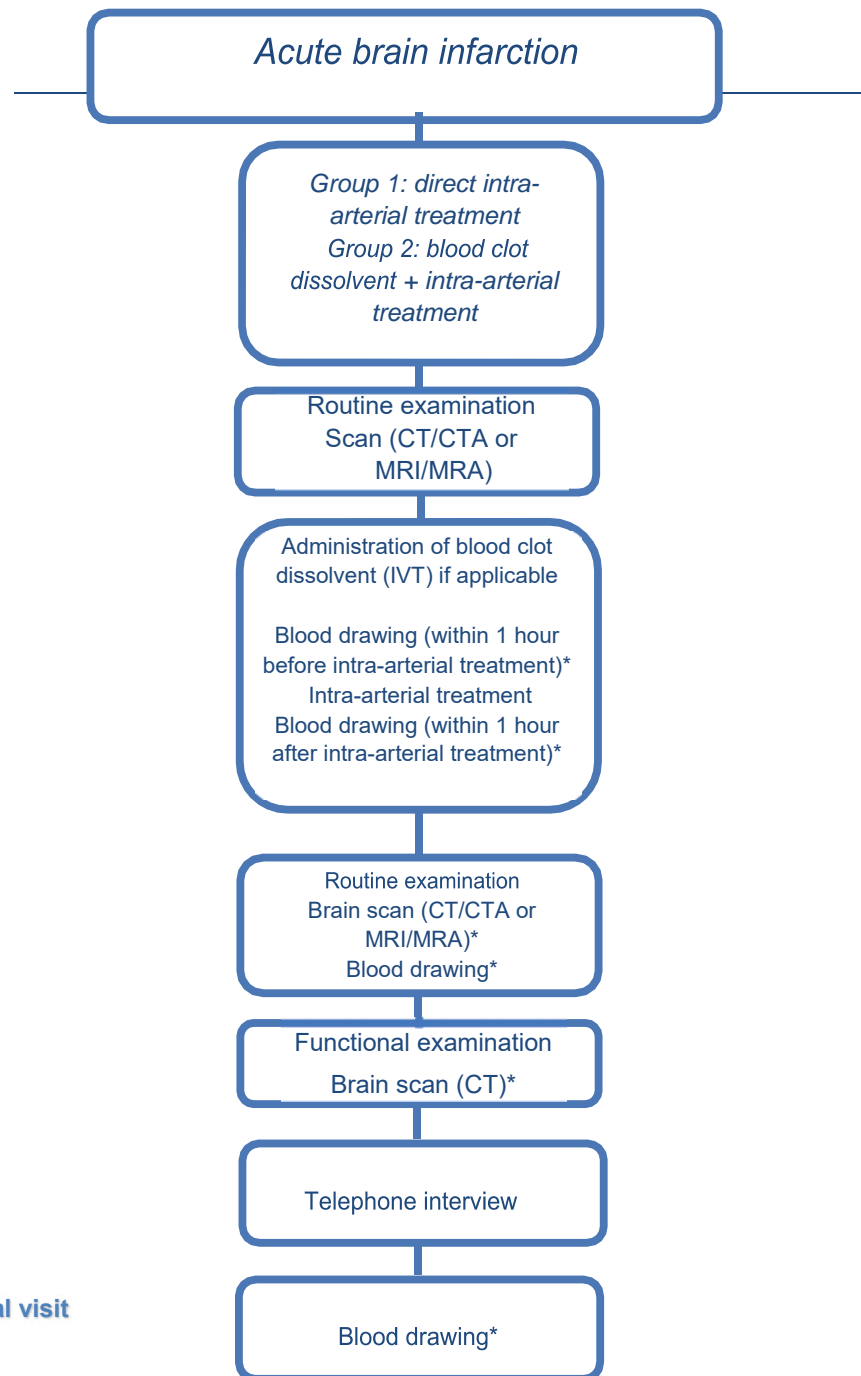 Acute brain infarction
Group 1: direct intra-
arterial treatment
Group 2: blood clot
dissolvent + intra-arterial
treatment
Routine examination
Scan (CT/CTA or
MRI/MRA)
Administration of blood clot
dissolvent (IVT) if applicable
Blood drawing (within 1 hour
before intra-arterial treatment)*
Intra-arterial treatment
Blood drawing (within 1 hour
after intra-arterial treatment)*
Routine examination
Brain scan (CT/CTA or
MRI/MRA)*
Blood drawing*
Functional examination
Brain scan (CT)*
Telephone interview
visit
Blood drawing*